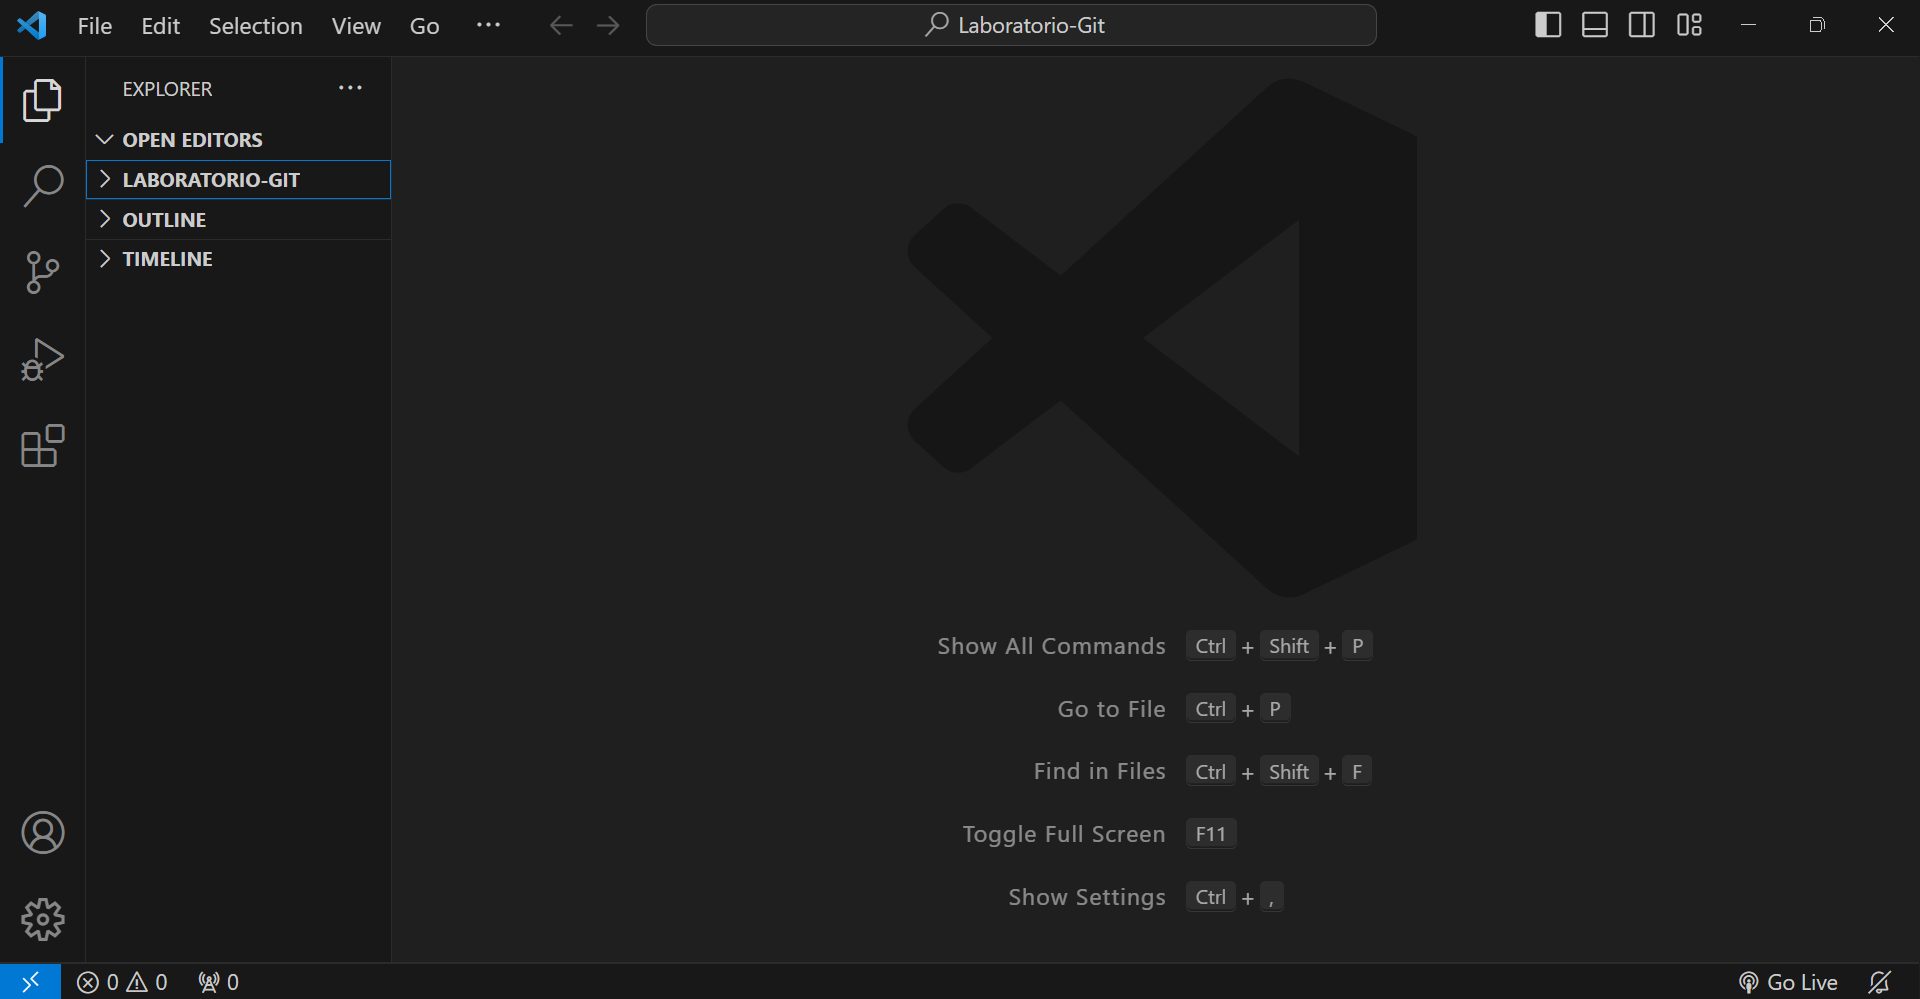 File Edit Selection View Go ··· Laboratorio-Git
EXPLORER ···
OPEN EDITORS
LABORATORIO-GIT
OUTLINE
TIMELINE
Show All Commands Ctrl + Shift + P
Go to File Ctrl + P
Find in Files Ctrl + Shift + F
Toggle Full Screen F11
Show Settings Ctrl + ,
0 0 0 Go Live